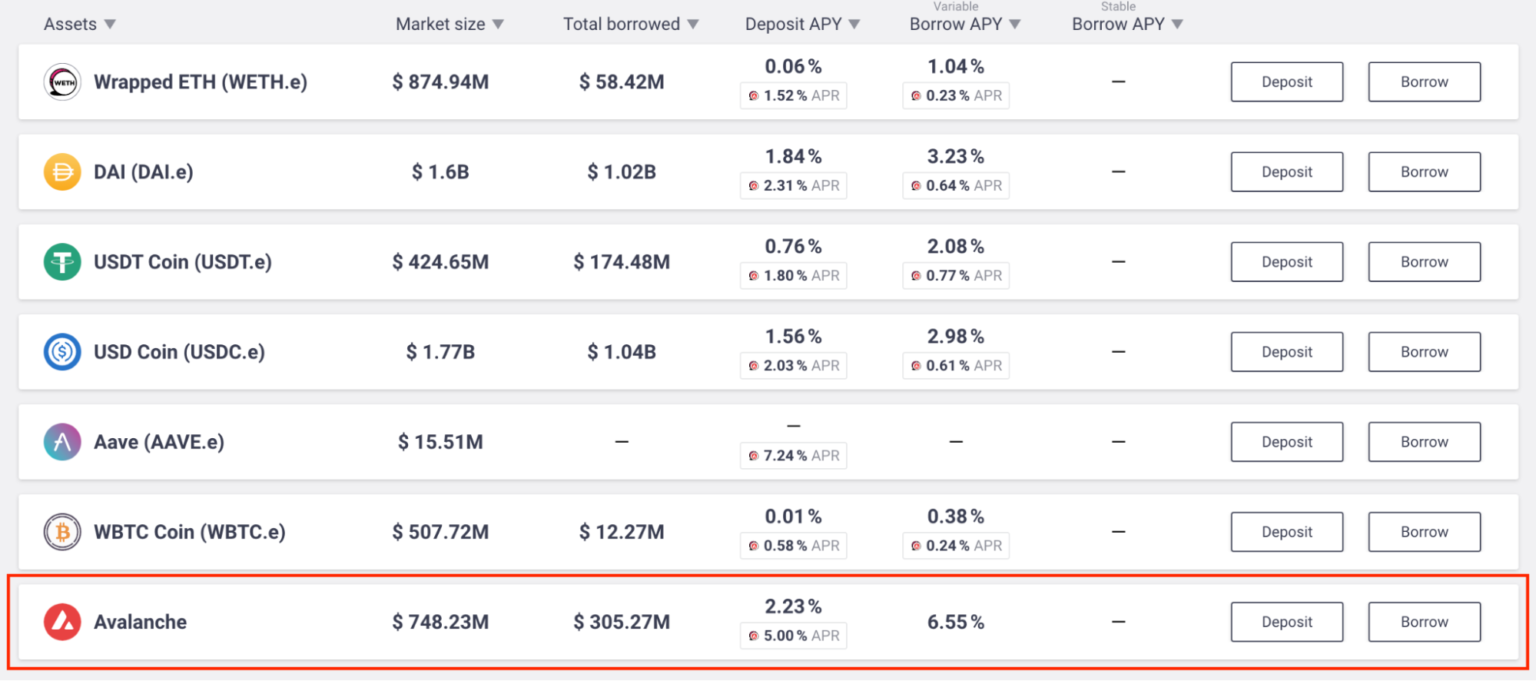 Variable Stable
Assets Market size Total borrowed Deposit APY Borrow APY Borrow APY
WETH Wrapped ETH (WETH.e) $ 874.94M $ 58.42M 0.06 % 1.04 % – Deposit Borrow
1.52 % APR 0.23 % APR
DAI (DAI.e) $ 1.6B $ 1.02B 1.84 % 3.23 % – Deposit Borrow
2.31 % APR 0.64 % APR
USDT Coin (USDT.e) $ 424.65M $ 174.48M 0.76 % 2.08 % – Deposit Borrow
1.80 % APR 0.77 % APR
USD Coin (USDC.e) $ 1.77B $ 1.04B 1.56 % 2.98 % – Deposit Borrow
2.03 % APR 0.61 % APR
Aave (AAVE.e) $ 15.51M – – – – Deposit Borrow
7.24 % APR
WBTC Coin (WBTC.e) $ 507.72M $ 12.27M 0.01 % 0.38 % – Deposit Borrow
0.58 % APR 0.24 % APR
Avalanche $ 748.23M $ 305.27M 2.23 % 6.55 % – Deposit Borrow
5.00 % APR